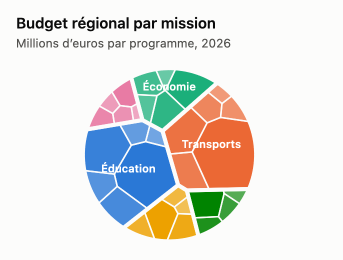 Budget régional par mission
Millions d’euros par programme, 2026
Économie
Transports
Éducation